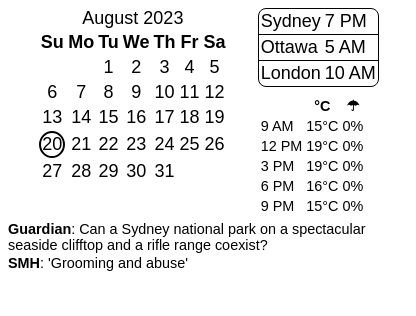 August 2023
Su Mo Tu We Th Fr Sa
1 2 3 4 5
6 7 8 9 10 11 12
13 14 15 16 17 18 19
20 21 22 23 24 25 26
27 28 29 30 31
Sydney 7 PM
Ottawa 5 AM
London 10 AM
°C ☂
9 AM 15°C 0%
12 PM 19°C 0%
3 PM 19°C 0%
6 PM 16°C 0%
9 PM 15°C 0%
Guardian: Can a Sydney national park on a spectacular
seaside clifftop and a rifle range coexist?
SMH: 'Grooming and abuse'